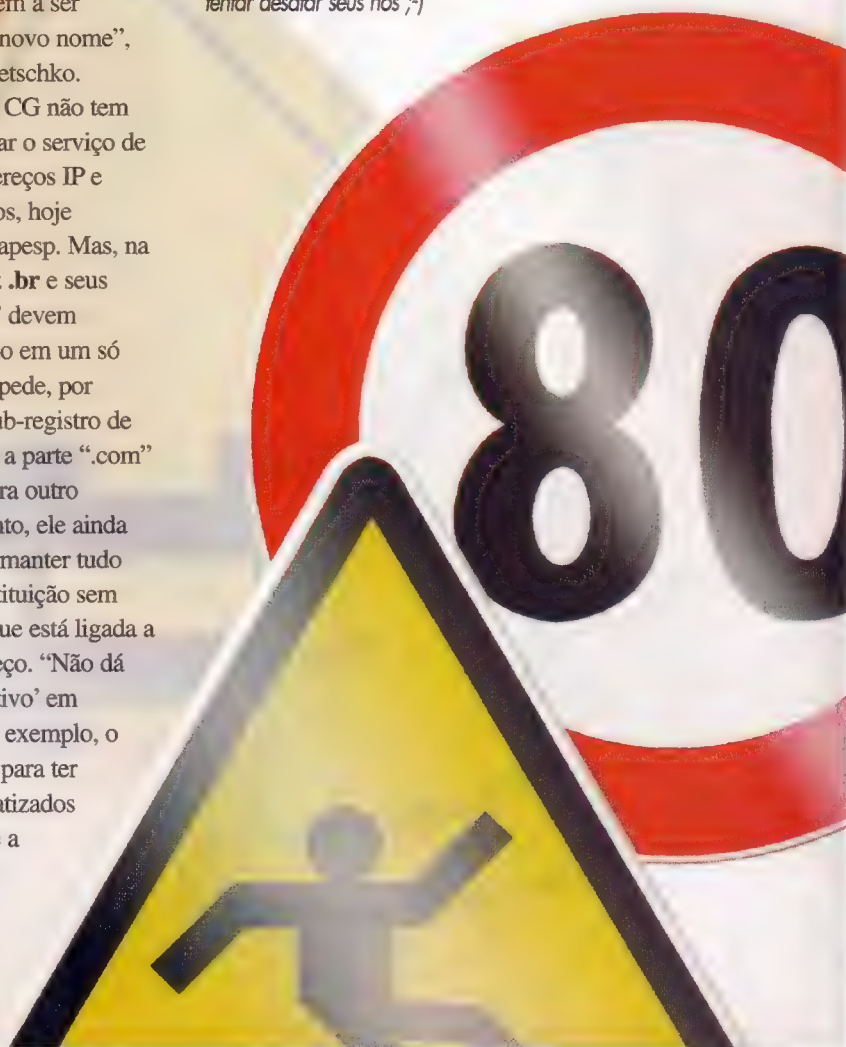 em a ser
novo nome”,
etschko.
CG não tem
ar o serviço de
ereços IP e
os, hoje
apesp. Mas, na
.br e seus
’ devem
o em um só
pede, por
ub-registro de
a parte “.com”
ra outro
nto, ele ainda
manter tudo
tituição sem
ue está ligada a
eço. “Não dá
tivo’ em
exemplo, o
para ter
atizados
a
tentar desatar seus nós ;-)
80